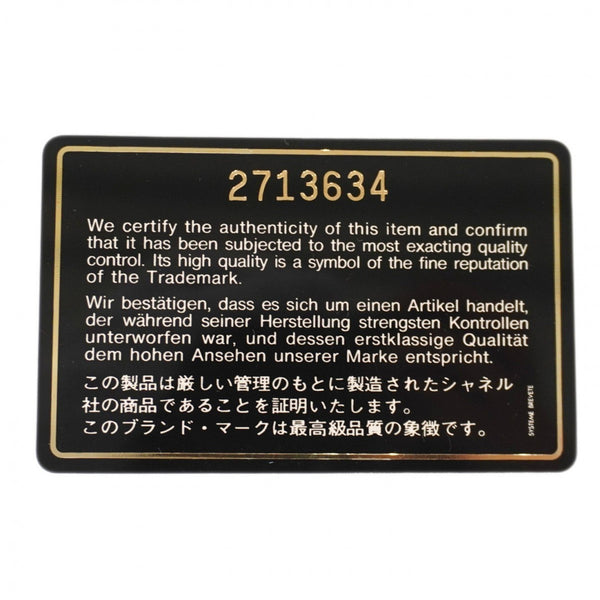 2713634
We certify the authenticity of this item and confirm
that it has been subjected to the most exacting quality
control. Its high quality is a symbol of the fine reputation
of the Trademark.
Wir bestätigen, dass es sich um einen Artikel handelt,
der während seiner Herstellung strengsten Kontrollen
unterworfen war, und dessen erstklassige Qualität
dem hohen Ansehen unserer Marke entspricht.
この製品は厳しい管理のもとに製造されたシャネル
社の商品であることを証明いたします。
このブランド・マークは最高級品質の象徴です。
SYSTEME BREVETE